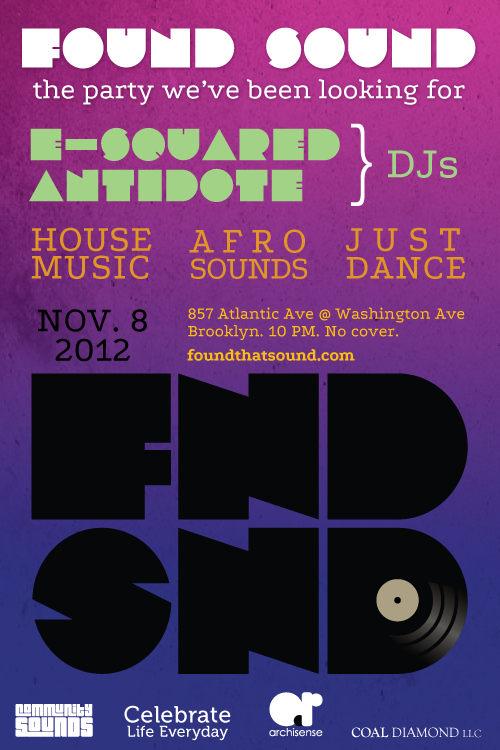 FOUND SOUND
the party we've been looking for
E-SQUARED
ANTIDOTE
} DJs
HOUSE MUSIC
AFRO SOUNDS
JUST DANCE
NOV. 8
2012
857 Atlantic Ave @ Washington Ave
Brooklyn. 10 PM. No cover.
foundthatsound.com
FND
SND
COMMUNITY
SOUNDS
Celebrate
Life Everyday
ar
archisense
COAL DIAMOND LLC